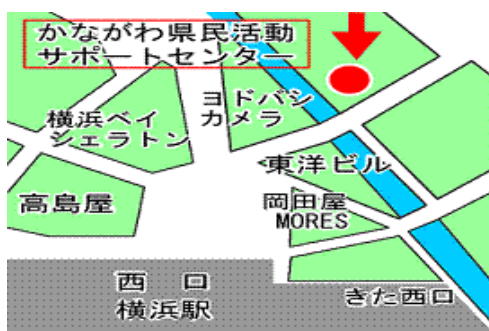 かながわ県民活動
サポートセンター
ヨドバシ
カメラ
横浜ベイ
シェラトン
東洋ビル
高島屋
岡田屋
MORES
西口
横浜駅
きた西口